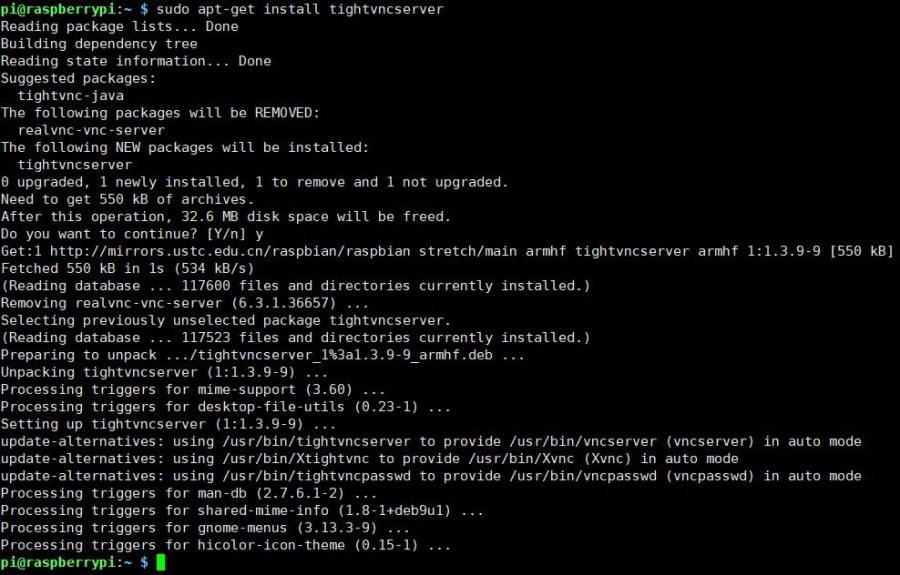 pi@raspberrypi:~ $ sudo apt-get install tightvncserver
Reading package lists... Done
Building dependency tree
Reading state information... Done
Suggested packages:
  tightvnc-java
The following packages will be REMOVED:
  realvnc-vnc-server
The following NEW packages will be installed:
  tightvncserver
0 upgraded, 1 newly installed, 1 to remove and 1 not upgraded.
Need to get 550 kB of archives.
After this operation, 32.6 MB disk space will be freed.
Do you want to continue? [Y/n] y
Get:1 http://mirrors.ustc.edu.cn/raspbian/raspbian stretch/main armhf tightvncserver armhf 1:1.3.9-9 [550 kB]
Fetched 550 kB in 1s (534 kB/s)
(Reading database ... 117600 files and directories currently installed.)
Removing realvnc-vnc-server (6.3.1.36657) ...
Selecting previously unselected package tightvncserver.
(Reading database ... 117523 files and directories currently installed.)
Preparing to unpack .../tightvncserver_1%3a1.3.9-9_armhf.deb ...
Unpacking tightvncserver (1:1.3.9-9) ...
Processing triggers for mime-support (3.60) ...
Processing triggers for desktop-file-utils (0.23-1) ...
Setting up tightvncserver (1:1.3.9-9) ...
update-alternatives: using /usr/bin/tightvncserver to provide /usr/bin/vncserver (vncserver) in auto mode
update-alternatives: using /usr/bin/Xtightvnc to provide /usr/bin/Xvnc (Xvnc) in auto mode
update-alternatives: using /usr/bin/tightvncpasswd to provide /usr/bin/vncpasswd (vncpasswd) in auto mode
Processing triggers for man-db (2.7.6.1-2) ...
Processing triggers for shared-mime-info (1.8-1+deb9u1) ...
Processing triggers for gnome-menus (3.13.3-9) ...
Processing triggers for hicolor-icon-theme (0.15-1) ...
pi@raspberrypi:~ $